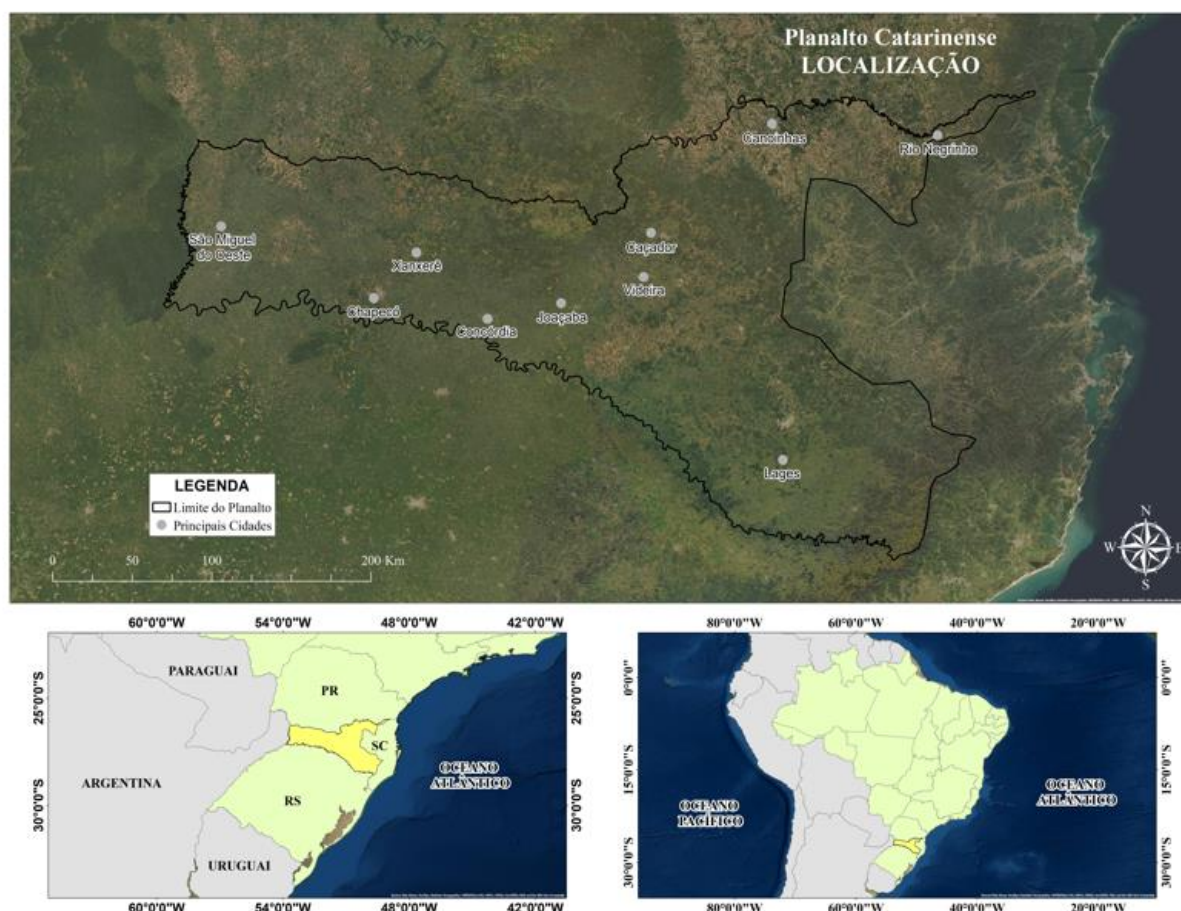 Planalto Catarinense
LOCALIZAÇÃO
Canoinhas
Rio Negrinho
São Miguel
do Oeste
Caçador
Xanxerê
Videira
Chapecó
Joaçaba
Concórdia
Lages
LEGENDA
Limite do Planalto
Principais Cidades
0 50 100 200 Km
N
W E
S
60°0'0"W 54°0'0"W 48°0'0"W 42°0'0"W
25°0'0"S
30°0'0"S
PARAGUAI
PR
SC
ARGENTINA
OCEANO
ATLÂNTICO
RS
URUGUAI
25°0'0"S
30°0'0"S
60°0'0"W 54°0'0"W 48°0'0"W 42°0'0"W
80°0'0"W 60°0'0"W 40°0'0"W 20°0'0"W
0°0'0"
15°0'0"S
30°0'0"S
OCEANO
PACÍFICO
OCEANO
ATLÂNTICO
0°0'0"
15°0'0"S
30°0'0"S
80°0'0"W 60°0'0"W 40°0'0"W 20°0'0"W